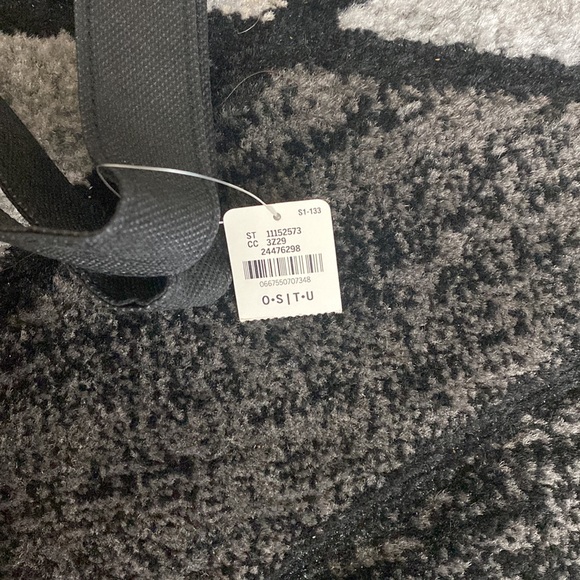 S1-133
ST 11152573
CC 3Z29
24476298
0667550707348
O•S|T•U